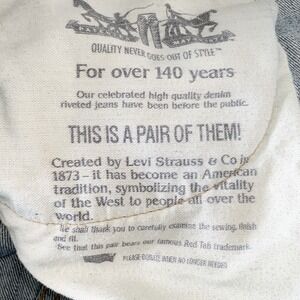 QUALITY NEVER GOES OUT OF STYLE™
For over 140 years
Our celebrated high quality denim
riveted jeans have been before the public.
THIS IS A PAIR OF THEM!
Created by Levi Strauss & Co in
1873 – it has become an American
tradition, symbolizing the vitality
of the West to people all over the
world.
We shall thank you to carefully examine the sewing, finish
and fit.
See that this pair bears our famous Red Tab trademark.
PLEASE DONATE WHEN NO LONGER NEEDED